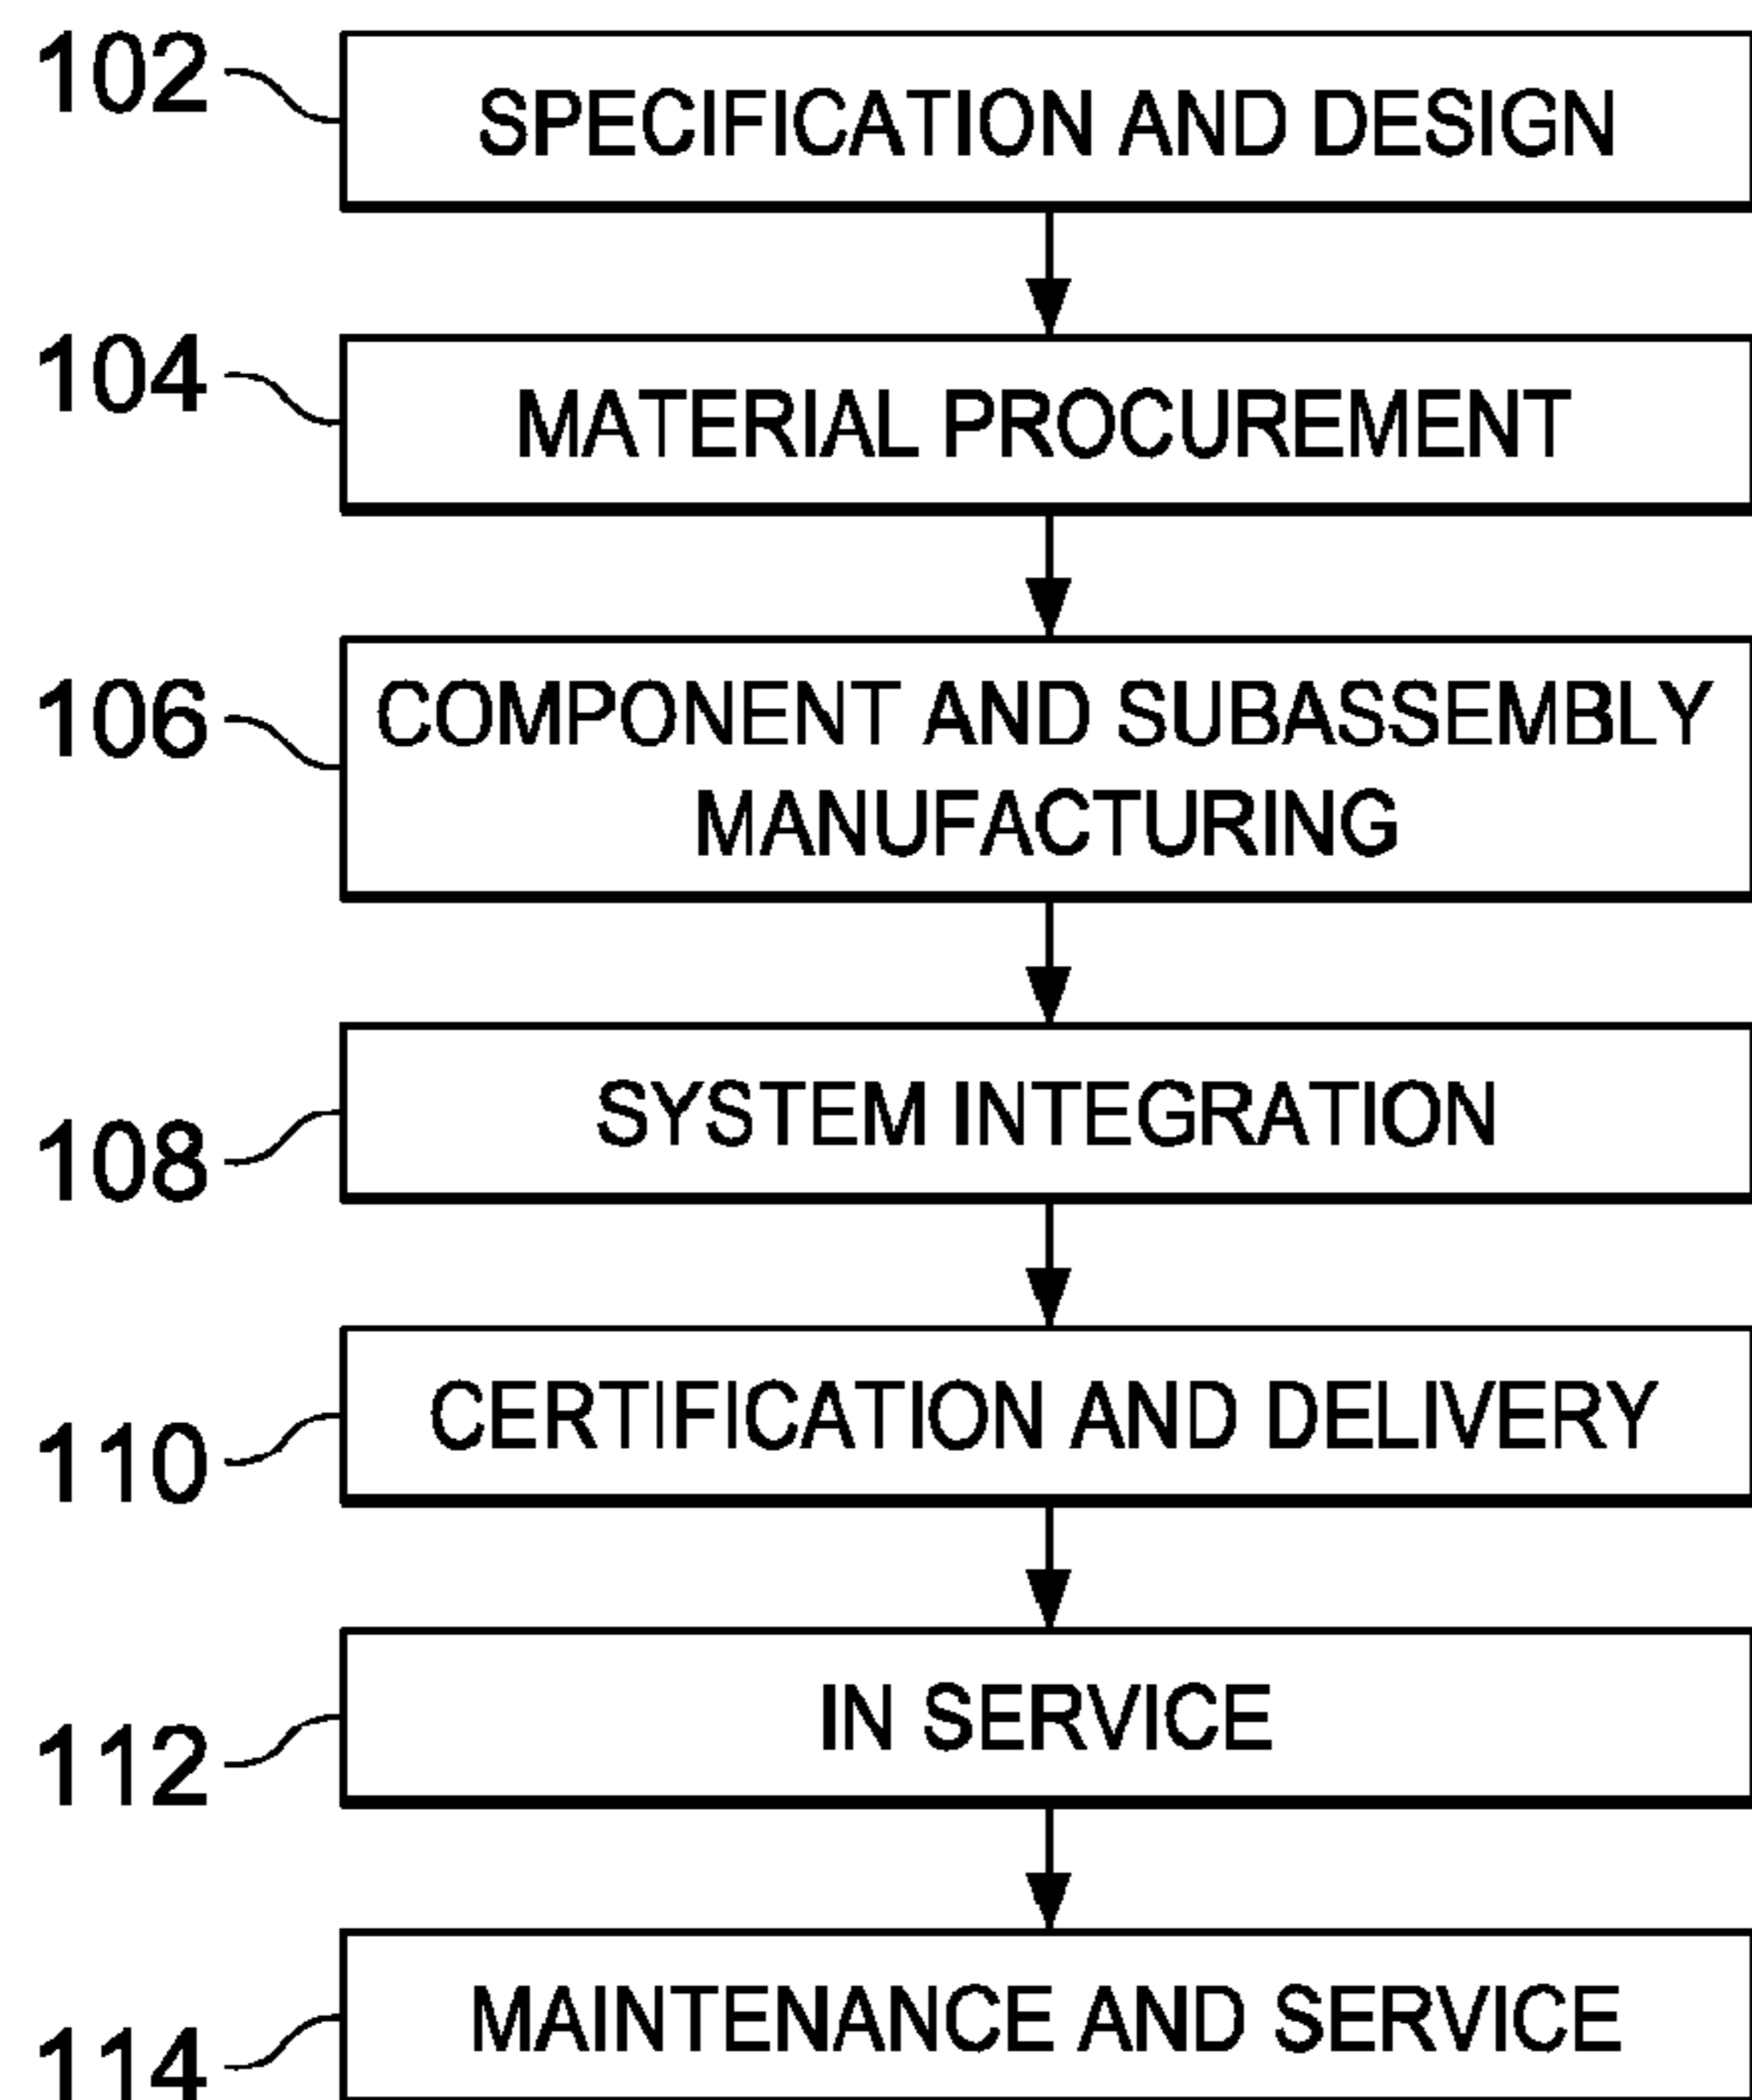 102 SPECIFICATION AND DESIGN
104 MATERIAL PROCUREMENT
106 COMPONENT AND SUBASSEMBLY
MANUFACTURING
108 SYSTEM INTEGRATION
110 CERTIFICATION AND DELIVERY
112 IN SERVICE
114 MAINTENANCE AND SERVICE